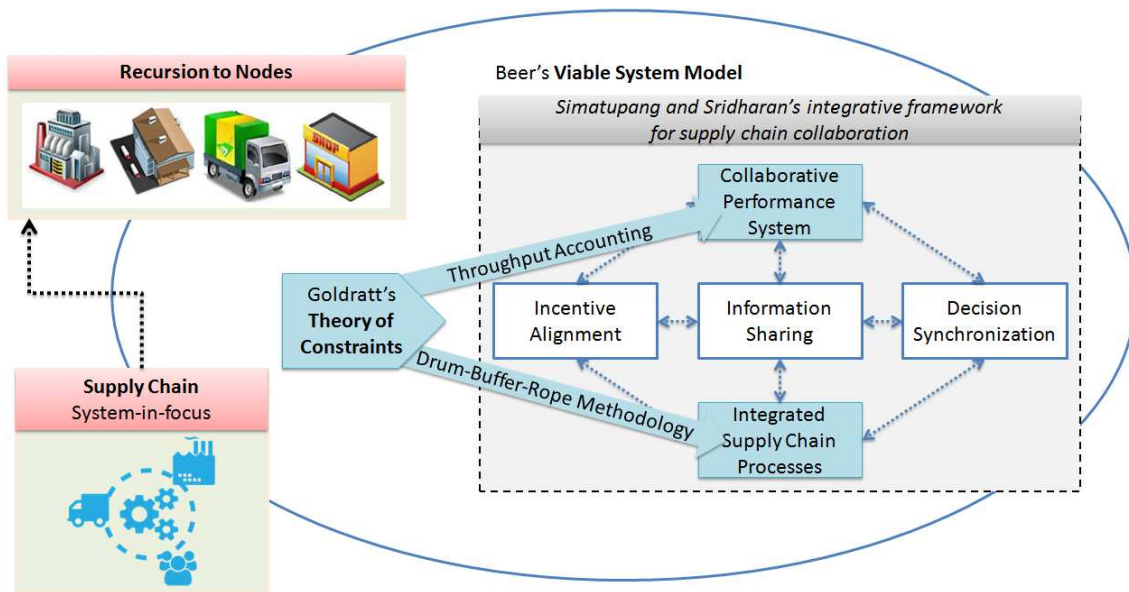 Recursion to Nodes
SHOP
Beer's Viable System Model
Simatupang and Sridharan's integrative framework
for supply chain collaboration
Collaborative
Performance
System
Throughput Accounting
Goldratt's
Theory of
Constraints
Incentive
Alignment
Information
Sharing
Decision
Synchronization
Drum-Buffer-Rope Methodology
Integrated
Supply Chain
Processes
Supply Chain
System-in-focus